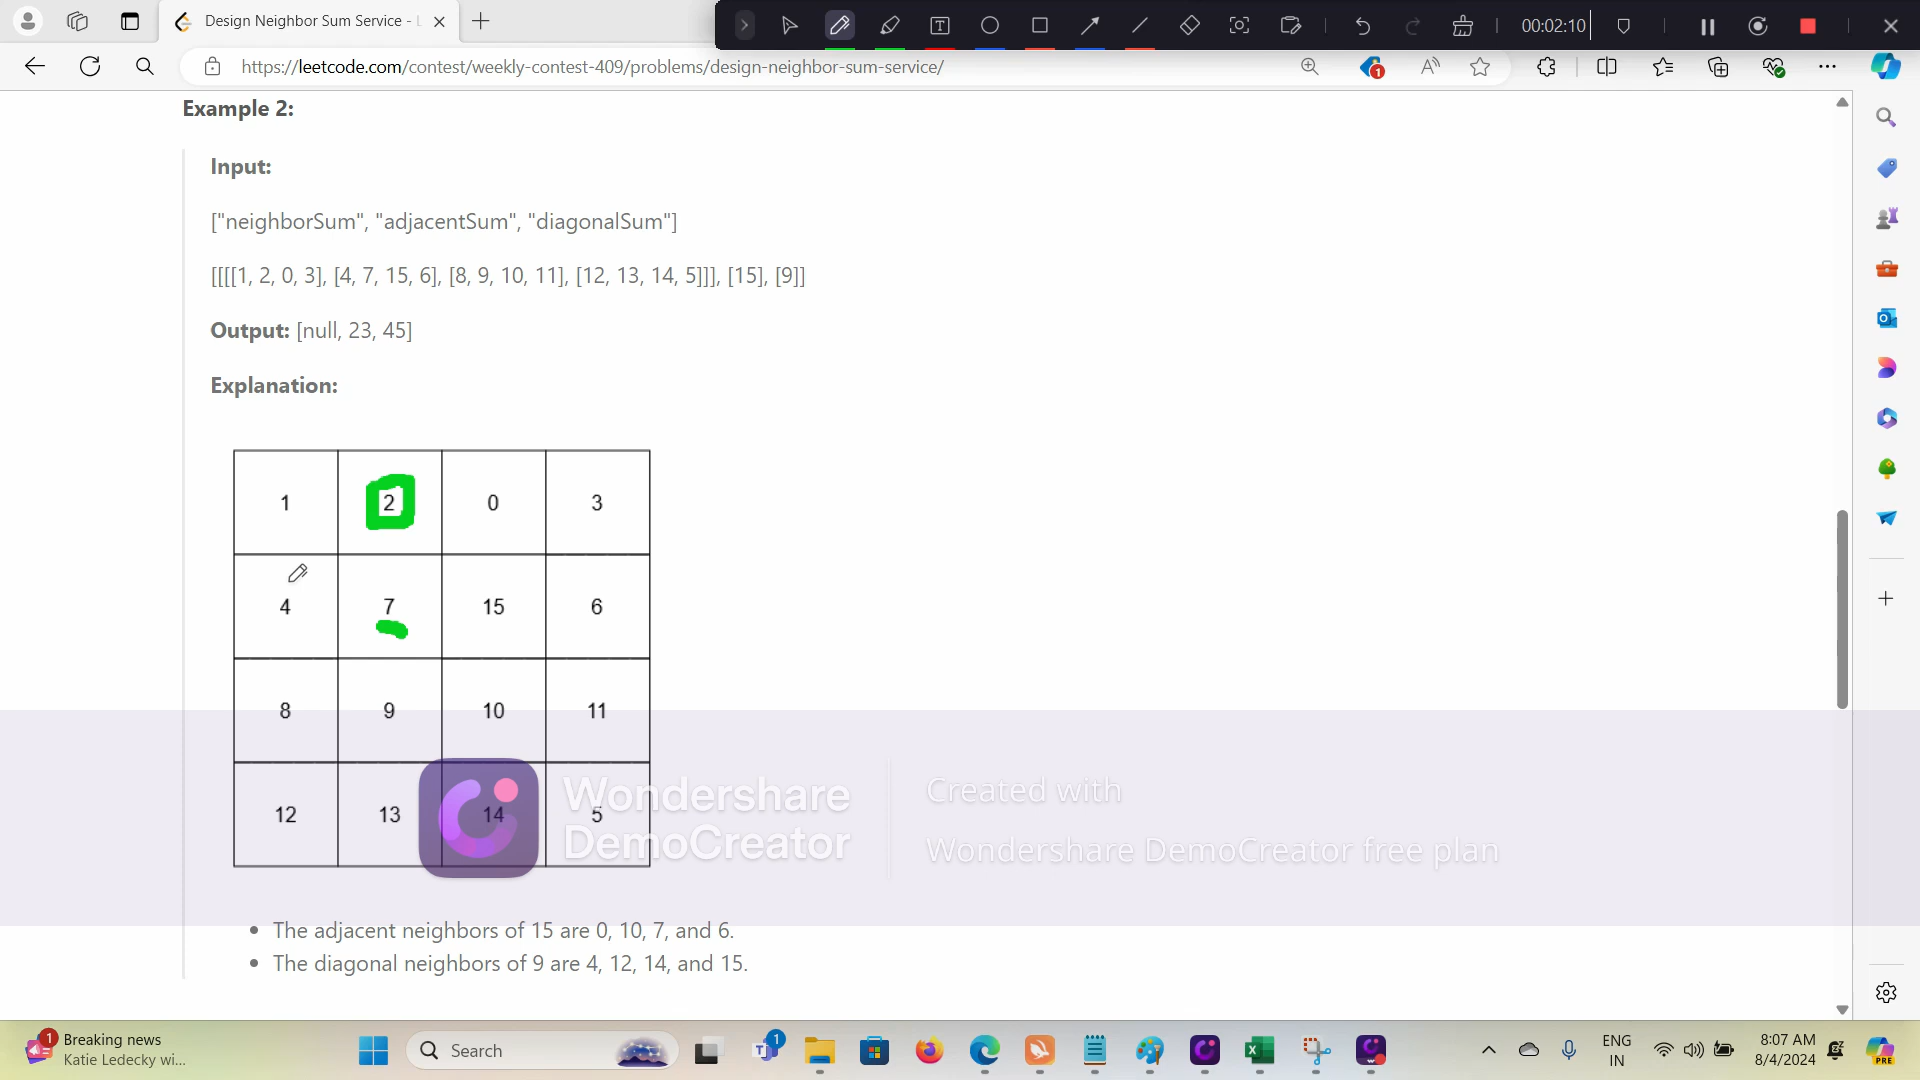 Design Neighbor Sum Service - L
00:02:10
https://leetcode.com/contest/weekly-contest-409/problems/design-neighbor-sum-service/
1
Example 2:
Input:
["neighborSum", "adjacentSum", "diagonalSum"]
[[[[1, 2, 0, 3], [4, 7, 15, 6], [8, 9, 10, 11], [12, 13, 14, 5]]], [15], [9]]
Output: [null, 23, 45]
Explanation:
1 2 0 3
4 7 15 6
8 9 10 11
12 13 14 5
Wondershare
DemoCreator
Created with
Wondershare DemoCreator free plan
The adjacent neighbors of 15 are 0, 10, 7, and 6.
The diagonal neighbors of 9 are 4, 12, 14, and 15.
1
Breaking news
Katie Ledecky wi...
Search
1
ENG
IN
8:07 AM
8/4/2024
PRE